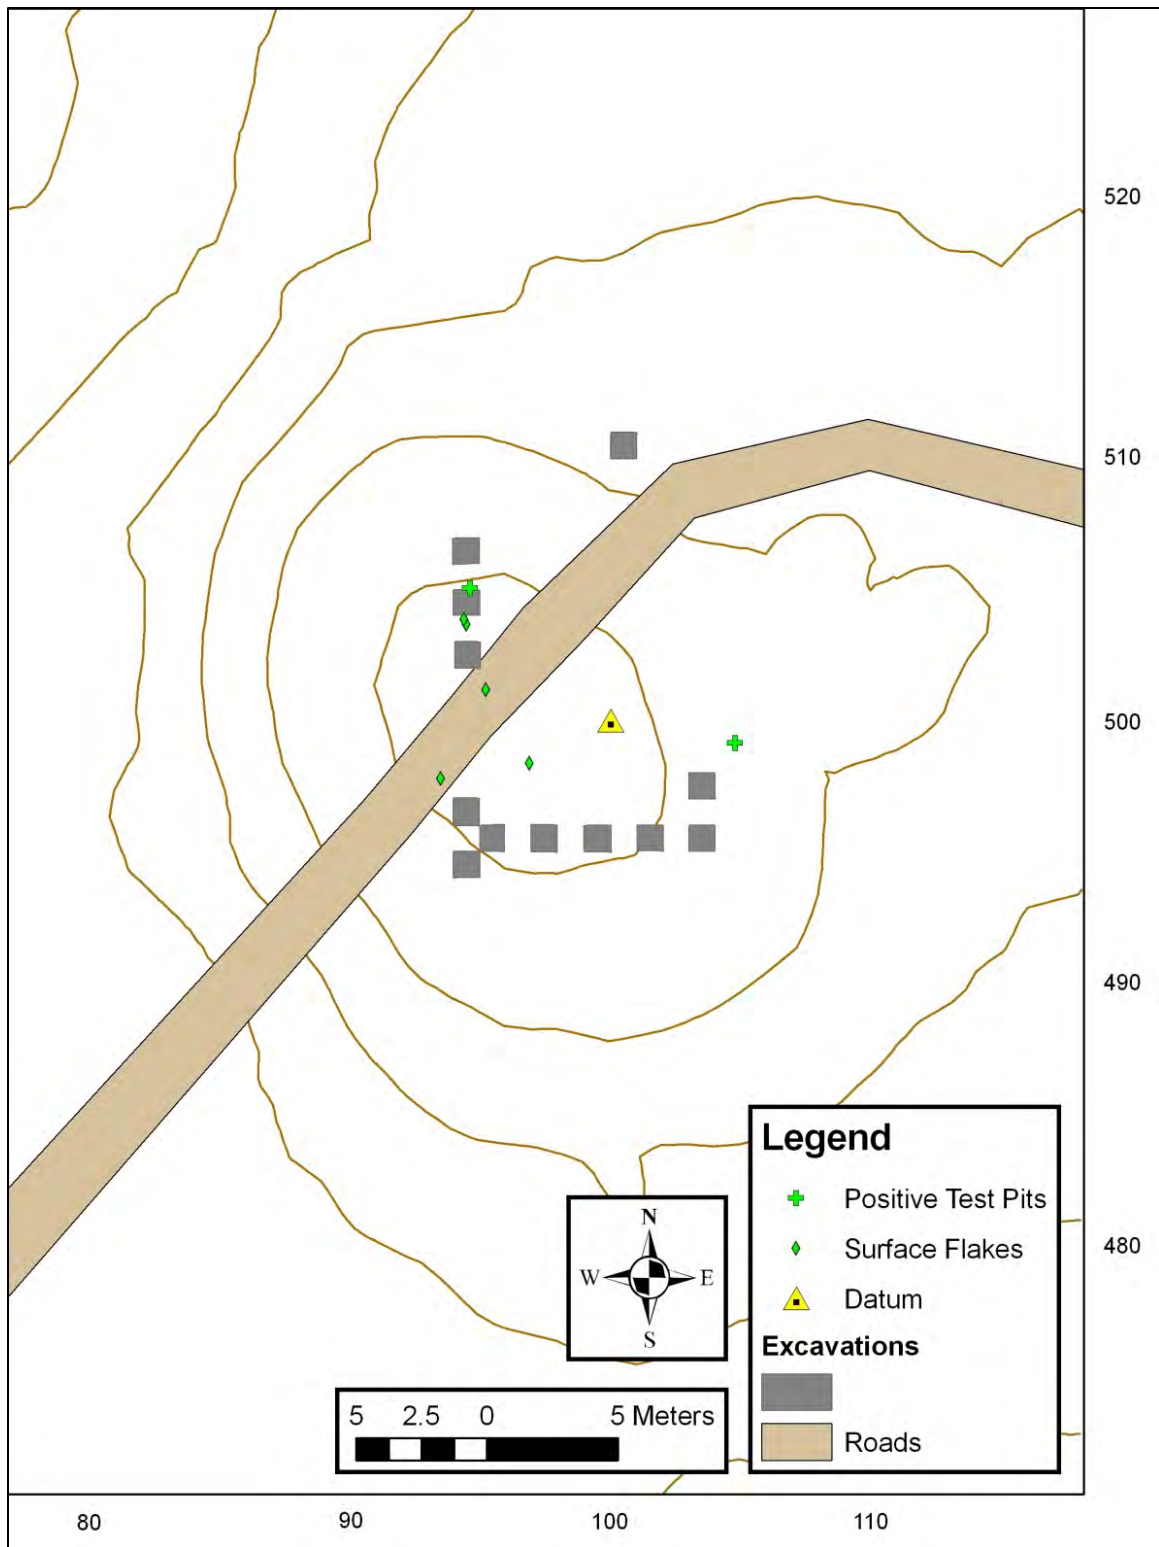 520
510
500
490
480
Legend
Positive Test Pits
Surface Flakes
Datum
Excavations
Roads
N
W E
S
5 2.5 0 5 Meters
80 90 100 110